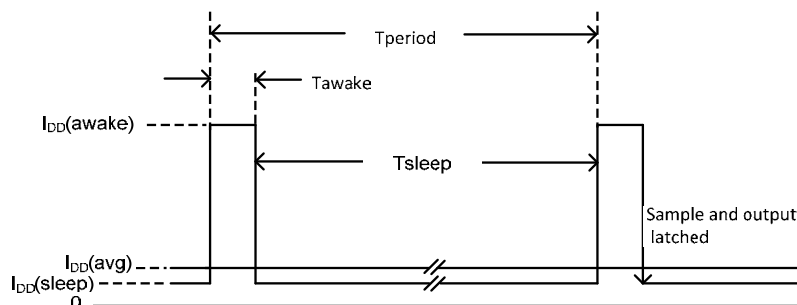 Tperiod
Tawake
IDD(awake)
Tsleep
Sample and output
latched
IDD(avg)
IDD(sleep)
0